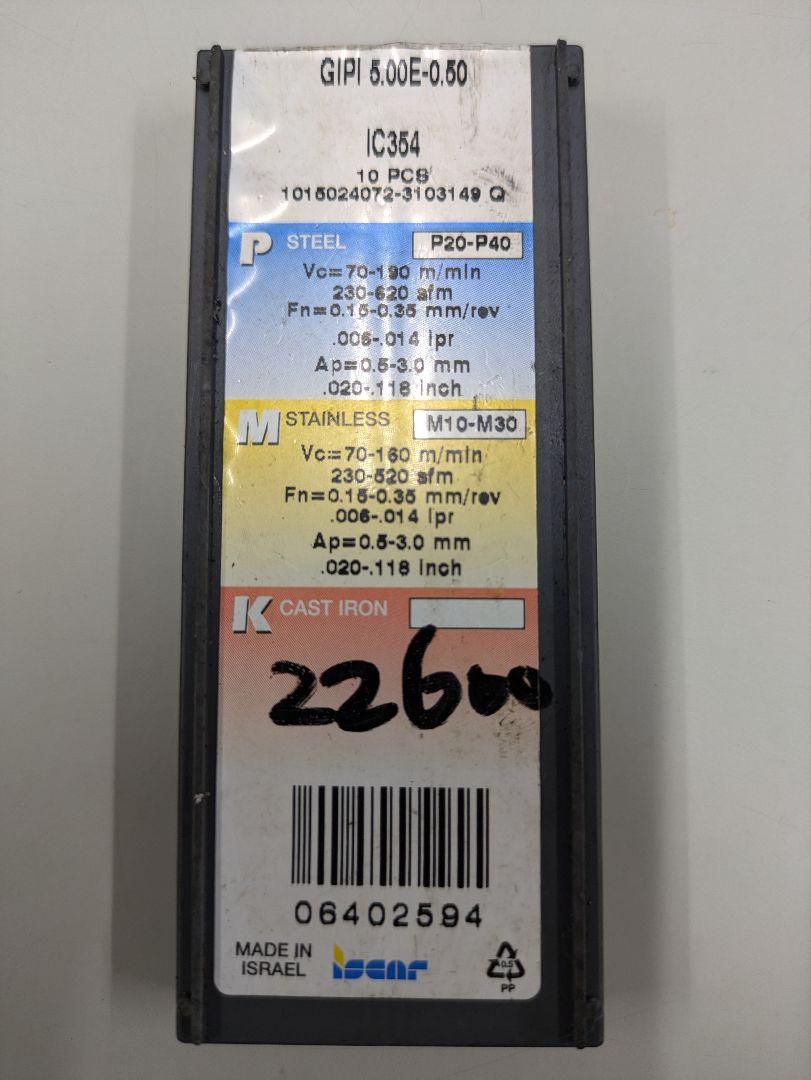 GIPI 5.00E-0.50
IC354
10 PCS
1015024072-3103149 Q
P STEEL P20-P40
Vc=70-190 m/min
230-620 sfm
Fn=0.15-0.35 mm/rev
.006-.014 ipr
Ap=0.5-3.0 mm
.020-.118 inch
M STAINLESS M10-M30
Vc=70-160 m/min
230-520 sfm
Fn=0.15-0.35 mm/rev
.006-.014 ipr
Ap=0.5-3.0 mm
.020-.118 inch
K CAST IRON
22600
06402594
MADE IN
ISRAEL
iscar
PP